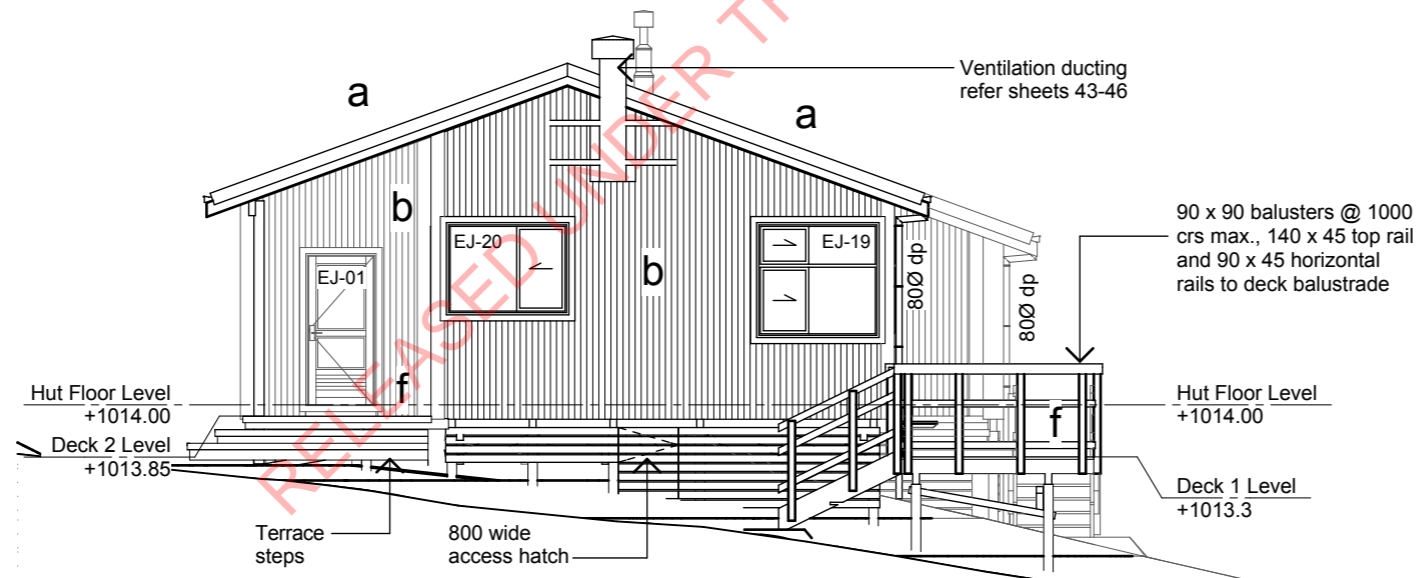 RELEASED UNDER TH
Ventilation ducting
refer sheets 43-46
a
a
90 x 90 balusters @ 1000
crs max., 140 x 45 top rail
and 90 x 45 horizontal
rails to deck balustrade
b
EJ-20
EJ-19
b
EJ-01
80Ø dp
80Ø dp
f
f
Hut Floor Level
+1014.00
Hut Floor Level
+1014.00
Deck 2 Level
+1013.85
Deck 1 Level
+1013.3
Terrace
steps
800 wide
access hatch